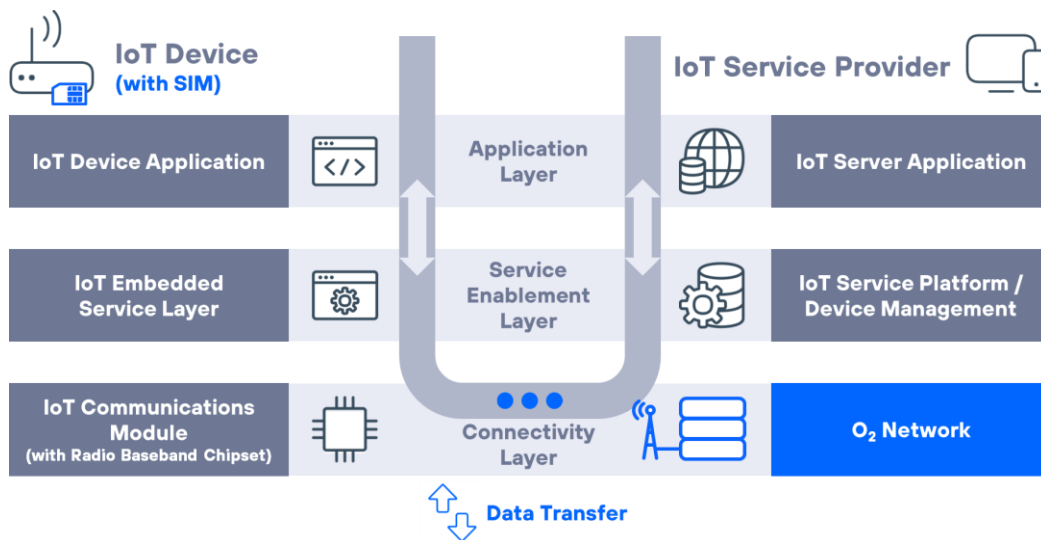 IoT Device
(with SIM)
IoT Service Provider
IoT Device Application
</>
Application
Layer
IoT Server Application
IoT Embedded
Service Layer
Service
Enablement
Layer
IoT Service Platform /
Device Management
IoT Communications
Module
(with Radio Baseband Chipset)
Connectivity
Layer
O₂ Network
Data Transfer